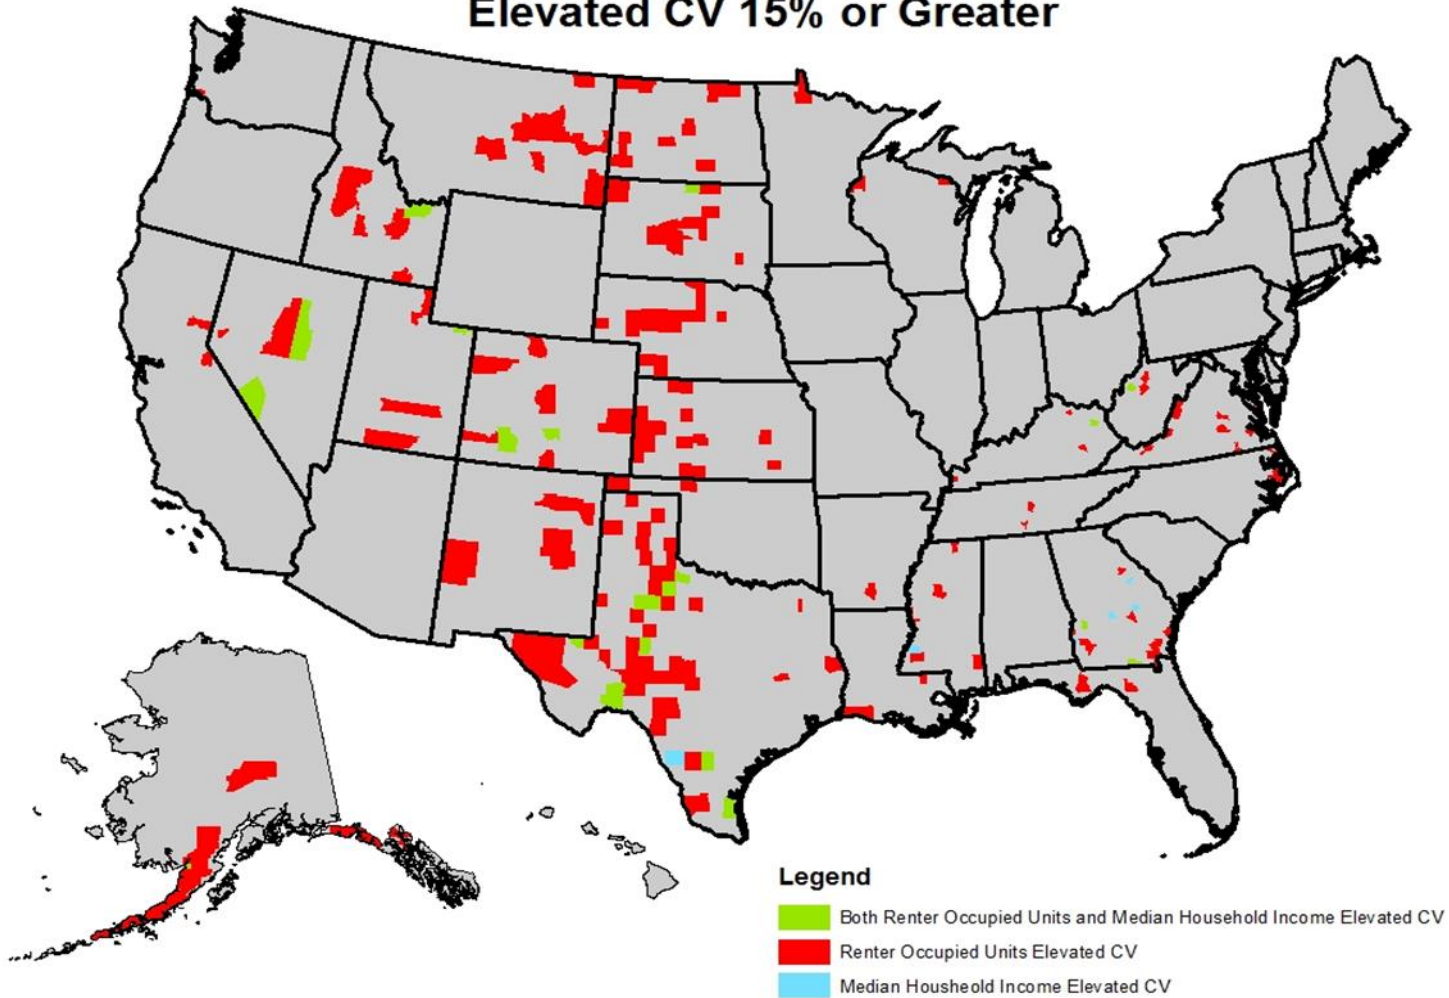 Elevated CV 15% or Greater
Legend
Both Renter Occupied Units and Median Household Income Elevated CV
Renter Occupied Units Elevated CV
Median Housheold Income Elevated CV